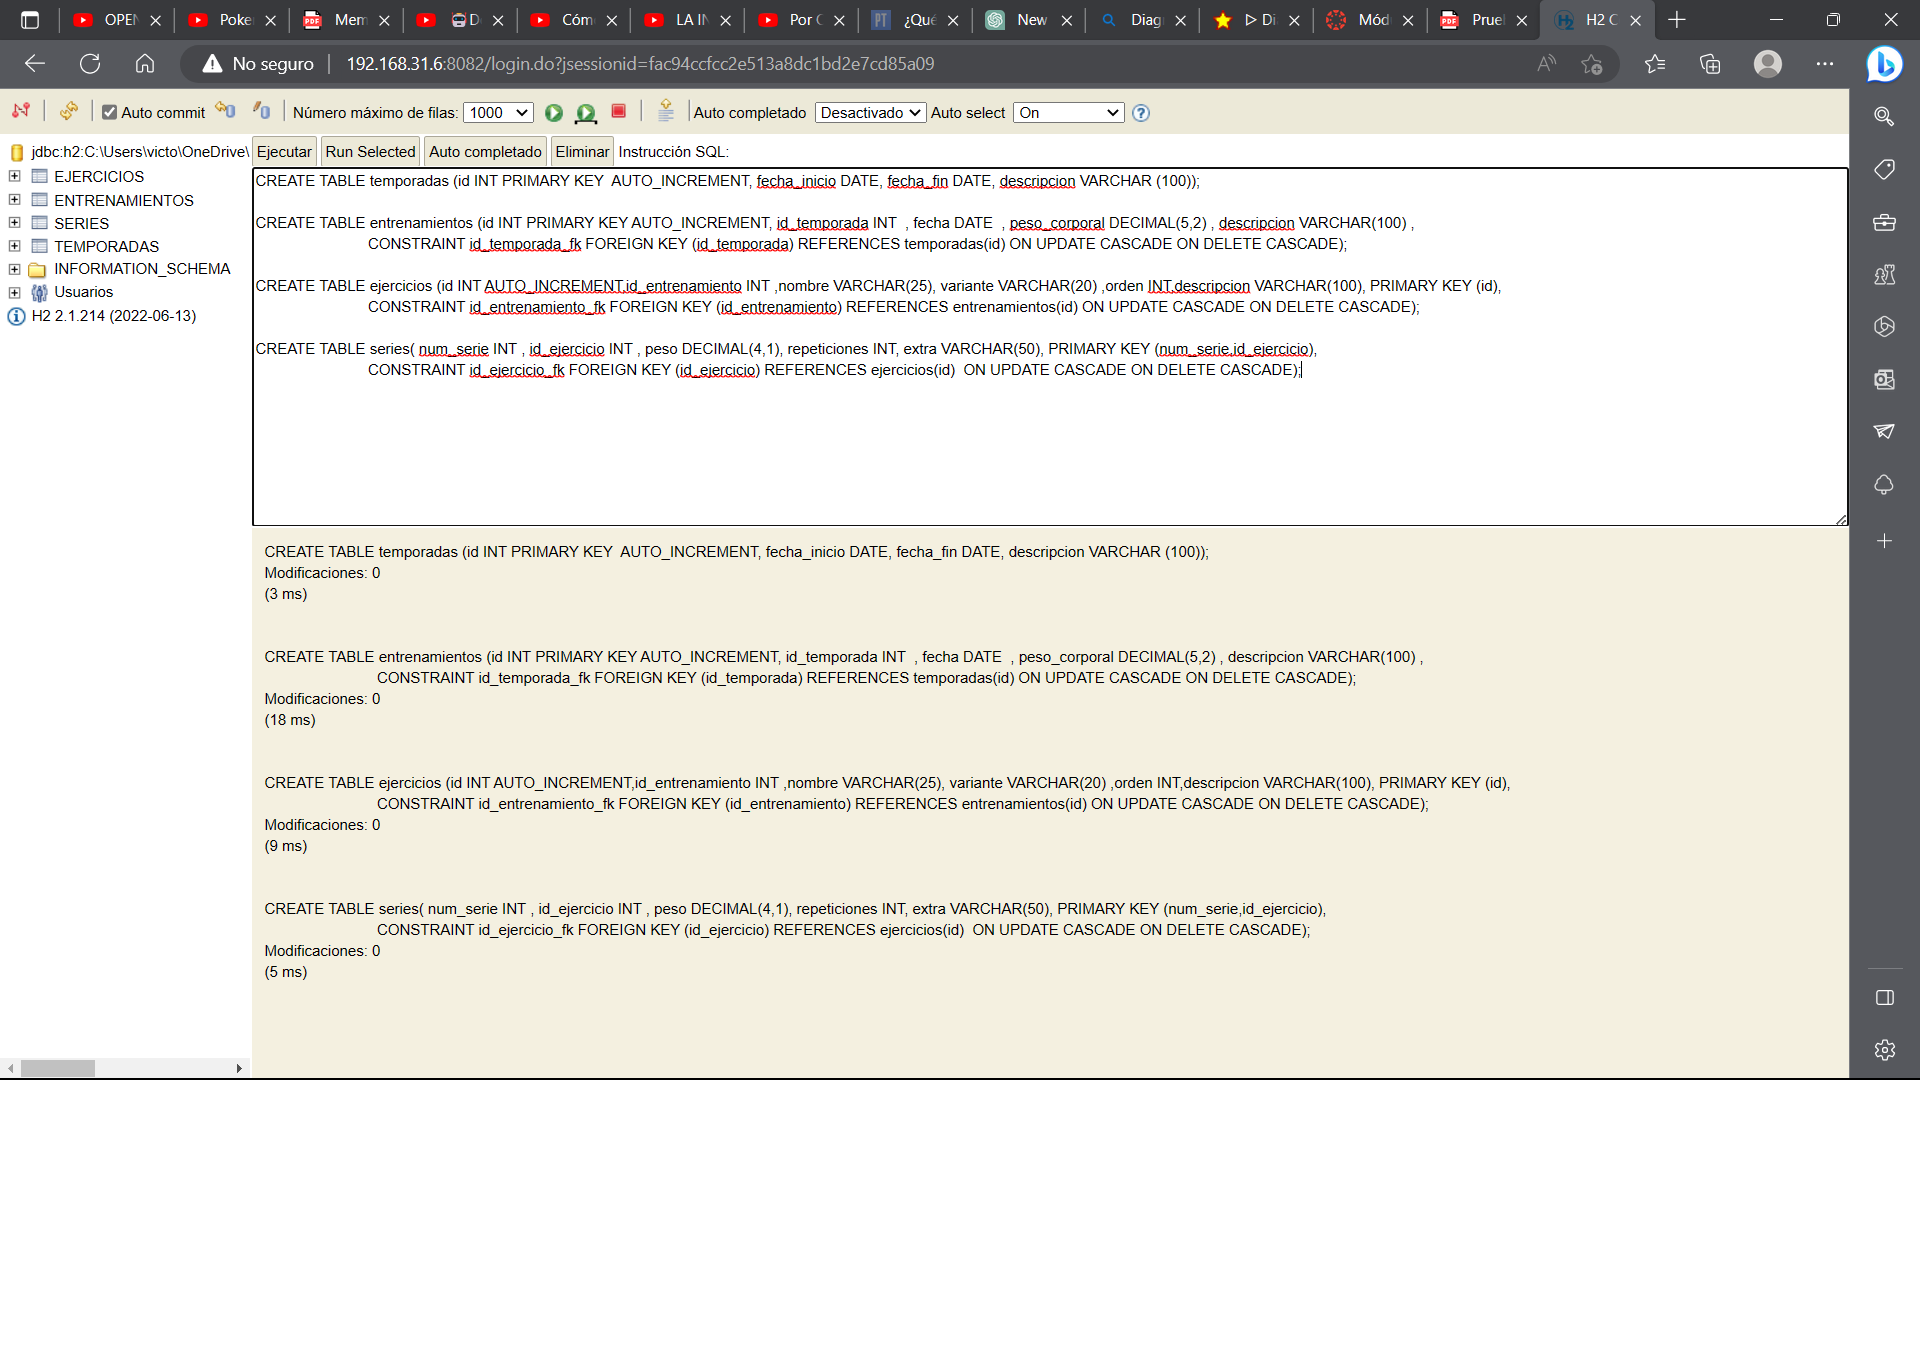 OPEN
Poke
Mem
D
Cóm
LA IN
Por
PT
¿Qué
New
Diag
Di
Mód
Prue
H2 C
No seguro
192.168.31.6:8082/login.do?jsessionid=fac94ccfcc2e513a8dc1bd2e7cd85a09
Auto commit
Número máximo de filas: 1000
Auto completado Desactivado
Auto select On
jdbc:h2:C:\Users\victo\OneDrive\
EJERCICIOS
ENTRENAMIENTOS
SERIES
TEMPORADAS
INFORMATION_SCHEMA
Usuarios
H2 2.1.214 (2022-06-13)
Ejecutar Run Selected Auto completado Eliminar Instrucción SQL:
CREATE TABLE temporadas (id INT PRIMARY KEY  AUTO_INCREMENT, fecha_inicio DATE, fecha_fin DATE, descripcion VARCHAR (100));
CREATE TABLE entrenamientos (id INT PRIMARY KEY AUTO_INCREMENT, id_temporada INT  , fecha DATE  , peso_corporal DECIMAL(5,2) , descripcion VARCHAR(100) ,
CONSTRAINT id_temporada_fk FOREIGN KEY (id_temporada) REFERENCES temporadas(id) ON UPDATE CASCADE ON DELETE CASCADE);
CREATE TABLE ejercicios (id INT AUTO_INCREMENT,id_entrenamiento INT ,nombre VARCHAR(25), variante VARCHAR(20) ,orden INT,descripcion VARCHAR(100), PRIMARY KEY (id),
CONSTRAINT id_entrenamiento_fk FOREIGN KEY (id_entrenamiento) REFERENCES entrenamientos(id) ON UPDATE CASCADE ON DELETE CASCADE);
CREATE TABLE series( num_serie INT , id_ejercicio INT , peso DECIMAL(4,1), repeticiones INT, extra VARCHAR(50), PRIMARY KEY (num_serie,id_ejercicio),
CONSTRAINT id_ejercicio_fk FOREIGN KEY (id_ejercicio) REFERENCES ejercicios(id)  ON UPDATE CASCADE ON DELETE CASCADE);
CREATE TABLE temporadas (id INT PRIMARY KEY  AUTO_INCREMENT, fecha_inicio DATE, fecha_fin DATE, descripcion VARCHAR (100));
Modificaciones: 0
(3 ms)
CREATE TABLE entrenamientos (id INT PRIMARY KEY AUTO_INCREMENT, id_temporada INT  , fecha DATE  , peso_corporal DECIMAL(5,2) , descripcion VARCHAR(100) ,
CONSTRAINT id_temporada_fk FOREIGN KEY (id_temporada) REFERENCES temporadas(id) ON UPDATE CASCADE ON DELETE CASCADE);
Modificaciones: 0
(18 ms)
CREATE TABLE ejercicios (id INT AUTO_INCREMENT,id_entrenamiento INT ,nombre VARCHAR(25), variante VARCHAR(20) ,orden INT,descripcion VARCHAR(100), PRIMARY KEY (id),
CONSTRAINT id_entrenamiento_fk FOREIGN KEY (id_entrenamiento) REFERENCES entrenamientos(id) ON UPDATE CASCADE ON DELETE CASCADE);
Modificaciones: 0
(9 ms)
CREATE TABLE series( num_serie INT , id_ejercicio INT , peso DECIMAL(4,1), repeticiones INT, extra VARCHAR(50), PRIMARY KEY (num_serie,id_ejercicio),
CONSTRAINT id_ejercicio_fk FOREIGN KEY (id_ejercicio) REFERENCES ejercicios(id)  ON UPDATE CASCADE ON DELETE CASCADE);
Modificaciones: 0
(5 ms)